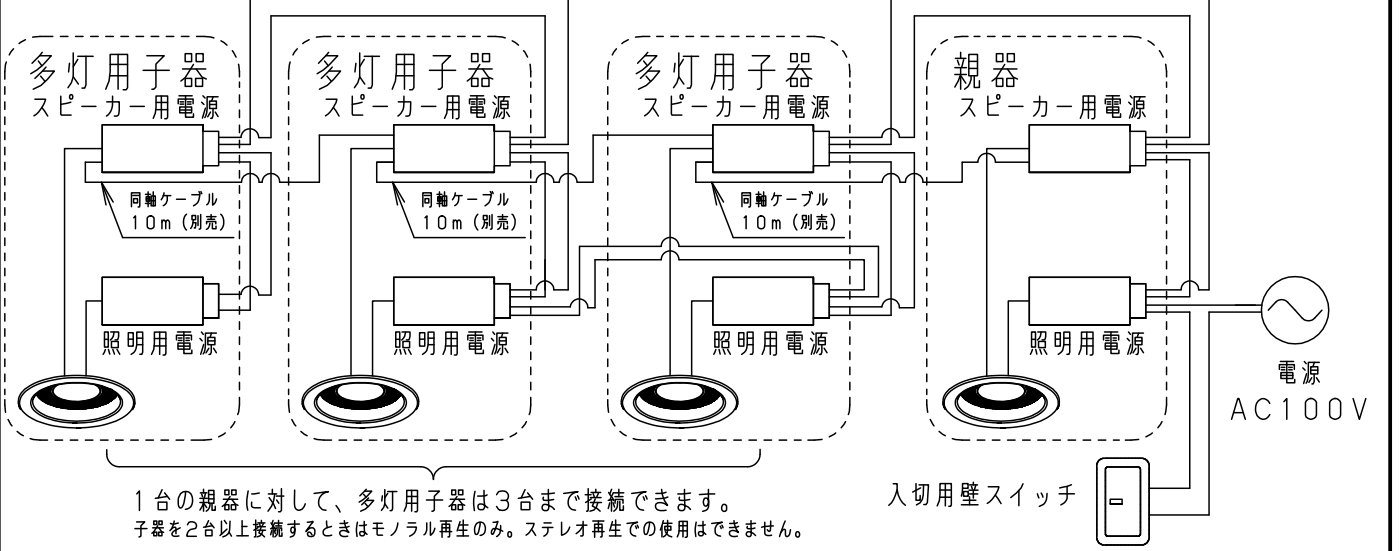 多灯用子器
スピーカー用電源
多灯用子器
スピーカー用電源
多灯用子器
スピーカー用電源
親器
スピーカー用電源
同軸ケーブル
10m(別売)
同軸ケーブル
10m(別売)
同軸ケーブル
10m(別売)
照明用電源
照明用電源
照明用電源
照明用電源
電源
AC100V
1台の親器に対して、多灯用子器は3台まで接続できます。
子器を2台以上接続するときはモノラル再生のみ。ステレオ再生での使用はできません。
入切用壁スイッチ